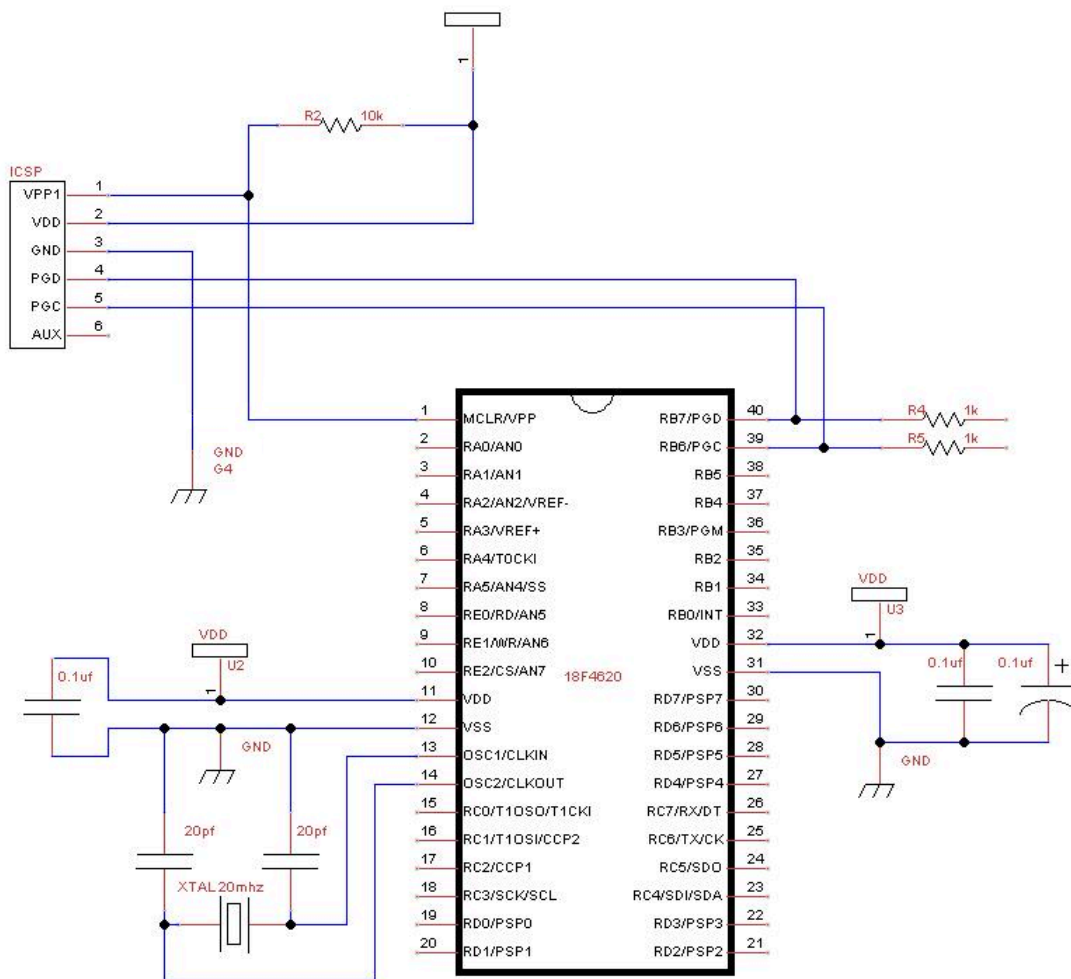 1
R2 10k
ICSP
VPP1 1
VDD 2
GND 3
PGD 4
PGC 5
AUX 6
GND
G4
1 MCLR/VPP
2 RA0/AN0
3 RA1/AN1
4 RA2/AN2/VREF-
5 RA3/VREF+
6 RA4/TOCKI
7 RA5/AN4/SS
8 RE0/RD/AN5
9 RE1/WR/AN6
10 RE2/CS/AN7
11 VDD
12 VSS
13 OSC1/CLKIN
14 OSC2/CLKOUT
15 RC0/T1OSO/T1CKI
16 RC1/T1OSI/CCP2
17 RC2/CCP1
18 RC3/SCK/SCL
19 RD0/PSP0
20 RD1/PSP1
18F4620
RB7/PGD 40
RB6/PGC 39
RB5 38
RB4 37
RB3/PGM 36
RB2 35
RB1 34
RB0/INT 33
VDD 32
VSS 31
RD7/PSP7 30
RD6/PSP6 29
RD5/PSP5 28
RD4/PSP4 27
RC7/RX/DT 26
RC6/TX/CK 25
RC5/SDO 24
RC4/SDI/SDA 23
RD3/PSP3 22
RD2/PSP2 21
R4 1k
R5 1k
VDD
U3
1
0.1uf 0.1uf
+
GND
VDD
U2
1
0.1uf
GND
20pf 20pf
XTAL 20mhz